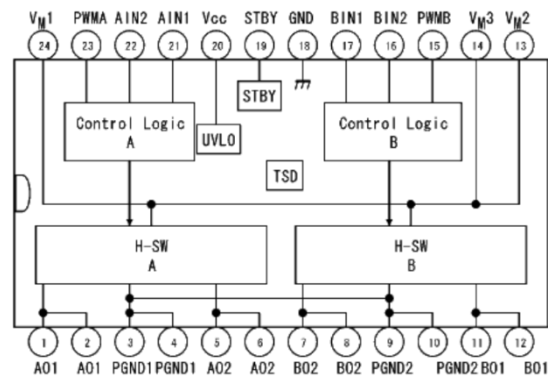 VM1 PWMA AIN2 AIN1 Vcc STBY GND BIN1 BIN2 PWMB VM3 VM2
24 23 22 21 20 19 18 17 16 15 14 13
STBY
Control Logic
A
UVLO
Control Logic
B
TSD
H-SW
A
H-SW
B
1 2 3 4 5 6 7 8 9 10 11 12
AO1 AO1 PGND1 PGND1 AO2 AO2 BO2 BO2 PGND2 PGND2 BO1 BO1